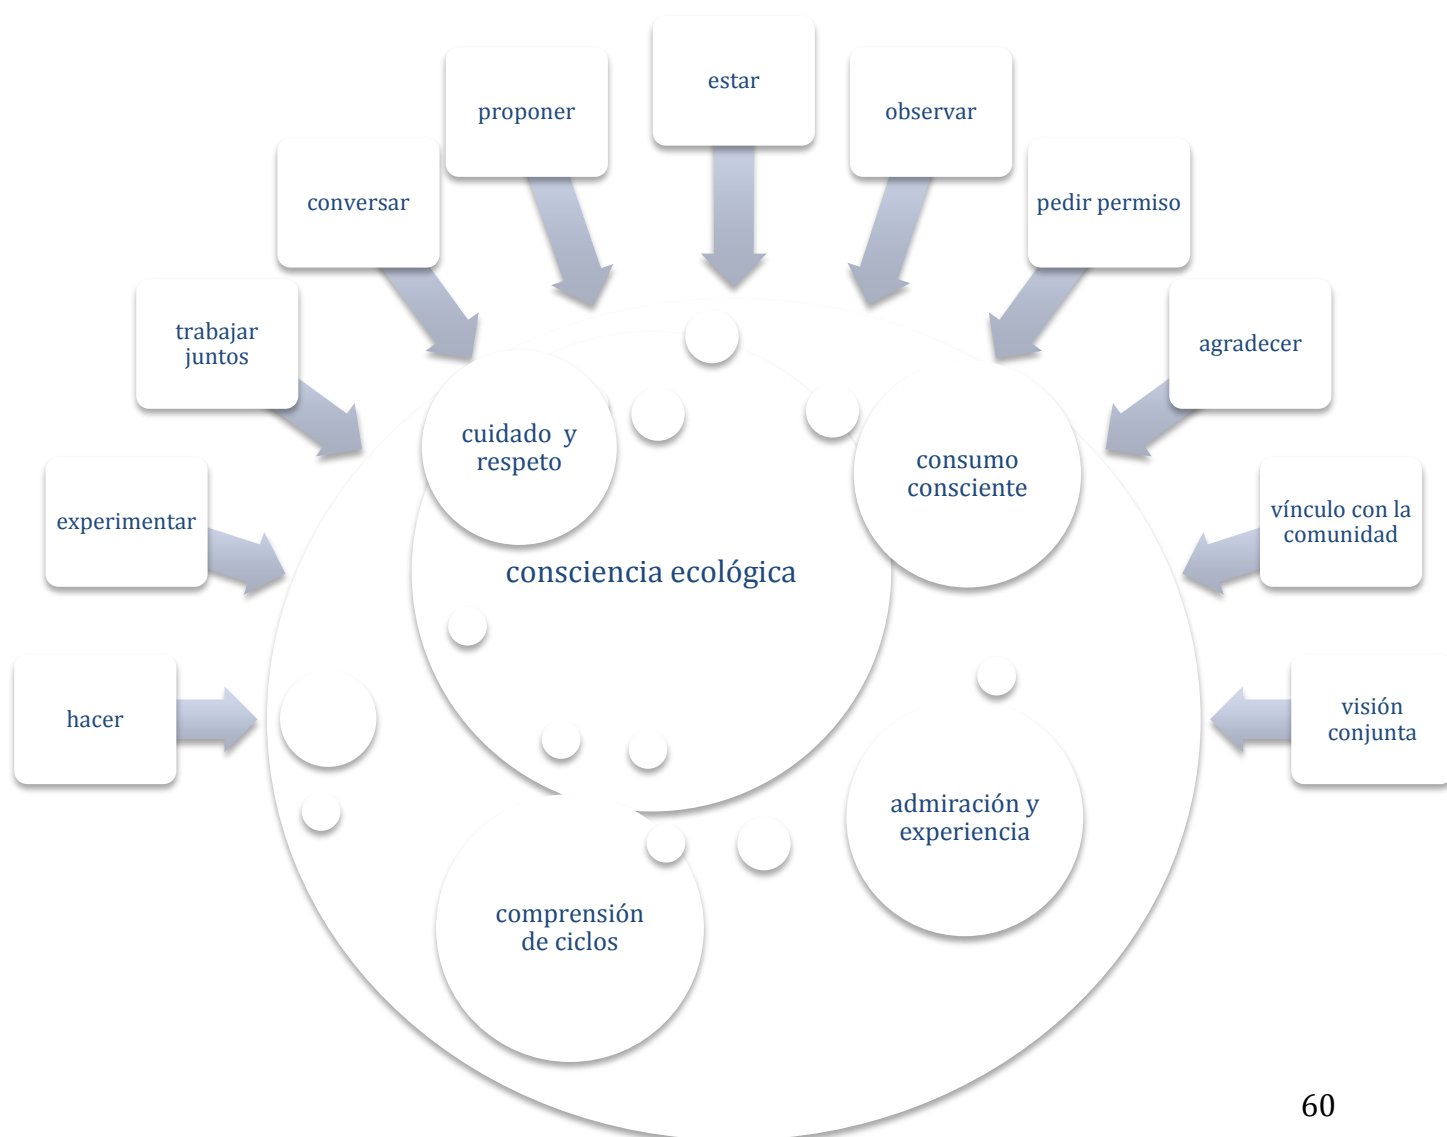 estar
proponer
observar
conversar
pedir permiso
trabajar
juntos
agradecer
cuidado y
respeto
consumo
consciente
experimentar
vínculo con la
comunidad
consciencia ecológica
hacer
visión
conjunta
admiración y
experiencia
comprensión
de ciclos
60